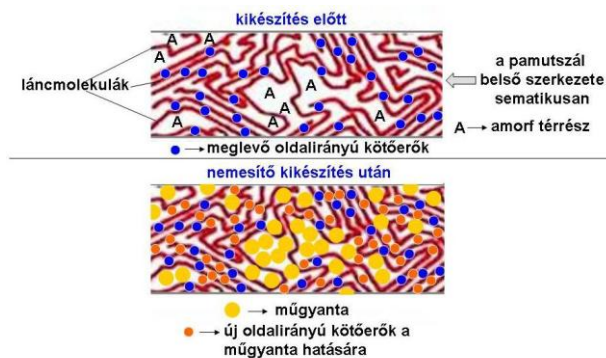 kikészítés előtt
A A
A
láncmolekulák
A A A
A
A
A A
a pamutszál
belső szerkezete
sematikusan
A → amorf térrész
→ meglevő oldalirányú kötőerők
nemesítő kikészítés után
→ műgyanta
→ új oldalirányú kötőerők a
műgyanta hatására